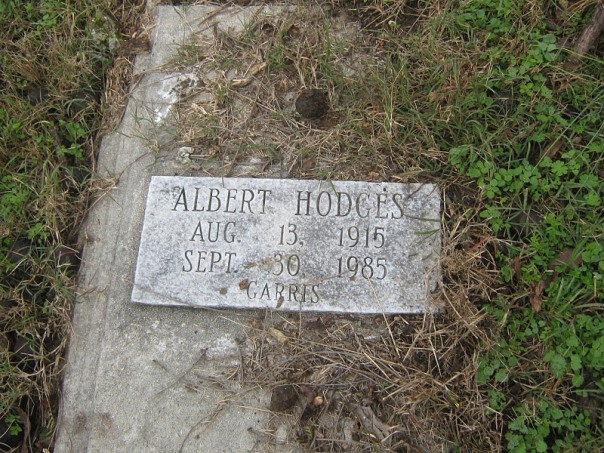 ALBERT HODGES
AUG. 13, 1915
SEPT. 30 1985
GARRIS